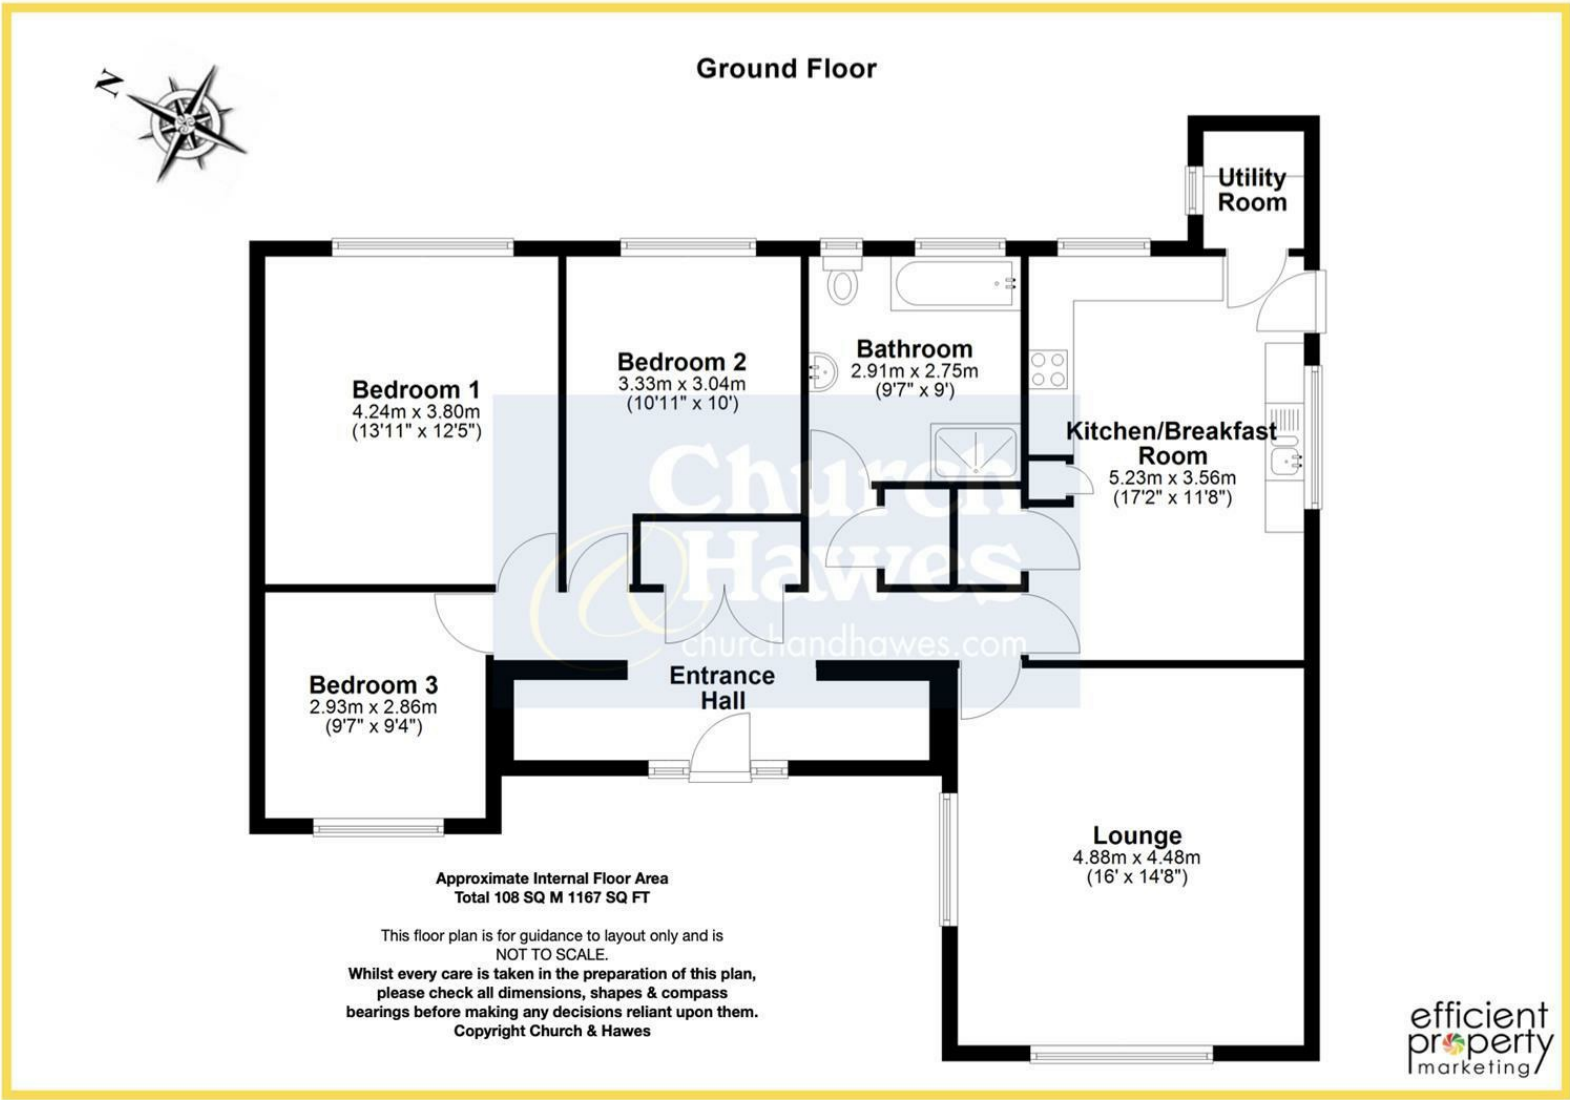 Ground Floor
N
Utility
Room
Bedroom 1
4.24m x 3.80m
(13'11" x 12'5")
Bedroom 2
3.33m x 3.04m
(10'11" x 10')
Bathroom
2.91m x 2.75m
(9'7" x 9')
Kitchen/Breakfast
Room
5.23m x 3.56m
(17'2" x 11'8")
Church
& Hawes
churchandhawes.com
Bedroom 3
2.93m x 2.86m
(9'7" x 9'4")
Entrance
Hall
Lounge
4.88m x 4.48m
(16' x 14'8")
Approximate Internal Floor Area
Total 108 SQ M 1167 SQ FT
This floor plan is for guidance to layout only and is
NOT TO SCALE.
Whilst every care is taken in the preparation of this plan,
please check all dimensions, shapes & compass
bearings before making any decisions reliant upon them.
Copyright Church & Hawes
efficient
property
marketing